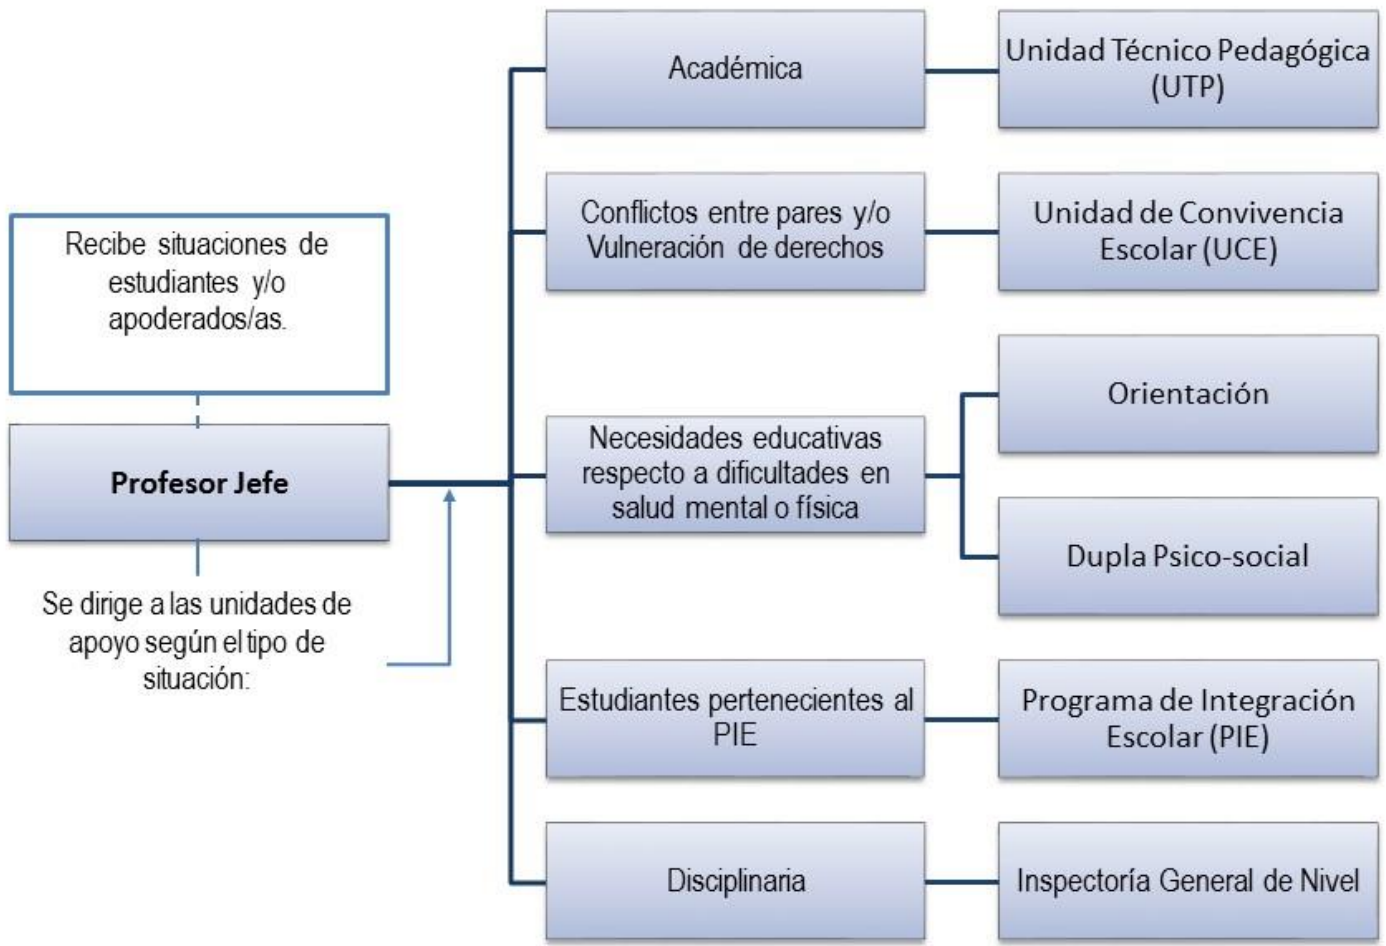 Recibe situaciones de
estudiantes y/o
apoderados/as.
Profesor Jefe
Se dirige a las unidades de
apoyo según el tipo de
situación:
Académica
Unidad Técnico Pedagógica
(UTP)
Conflictos entre pares y/o
Vulneración de derechos
Unidad de Convivencia
Escolar (UCE)
Necesidades educativas
respecto a dificultades en
salud mental o física
Orientación
Dupla Psico-social
Estudiantes pertenecientes al
PIE
Programa de Integración
Escolar (PIE)
Disciplinaria
Inspectoría General de Nivel